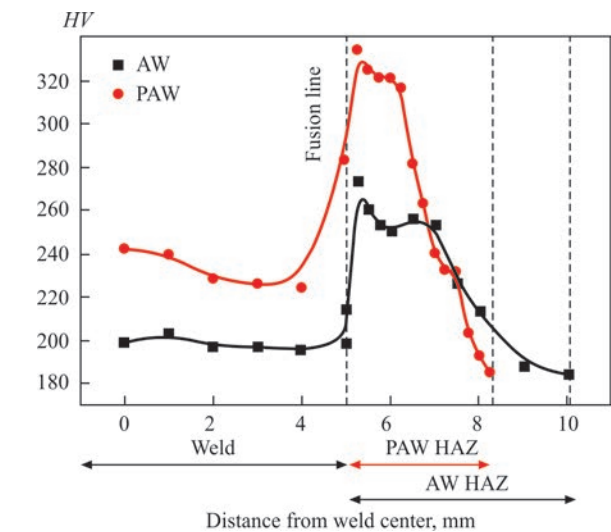 HV
320
300
280
260
240
220
200
180
AW
PAW
Fusion line
0
2
4
6
8
10
Weld
PAW HAZ
AW HAZ
Distance from weld center, mm